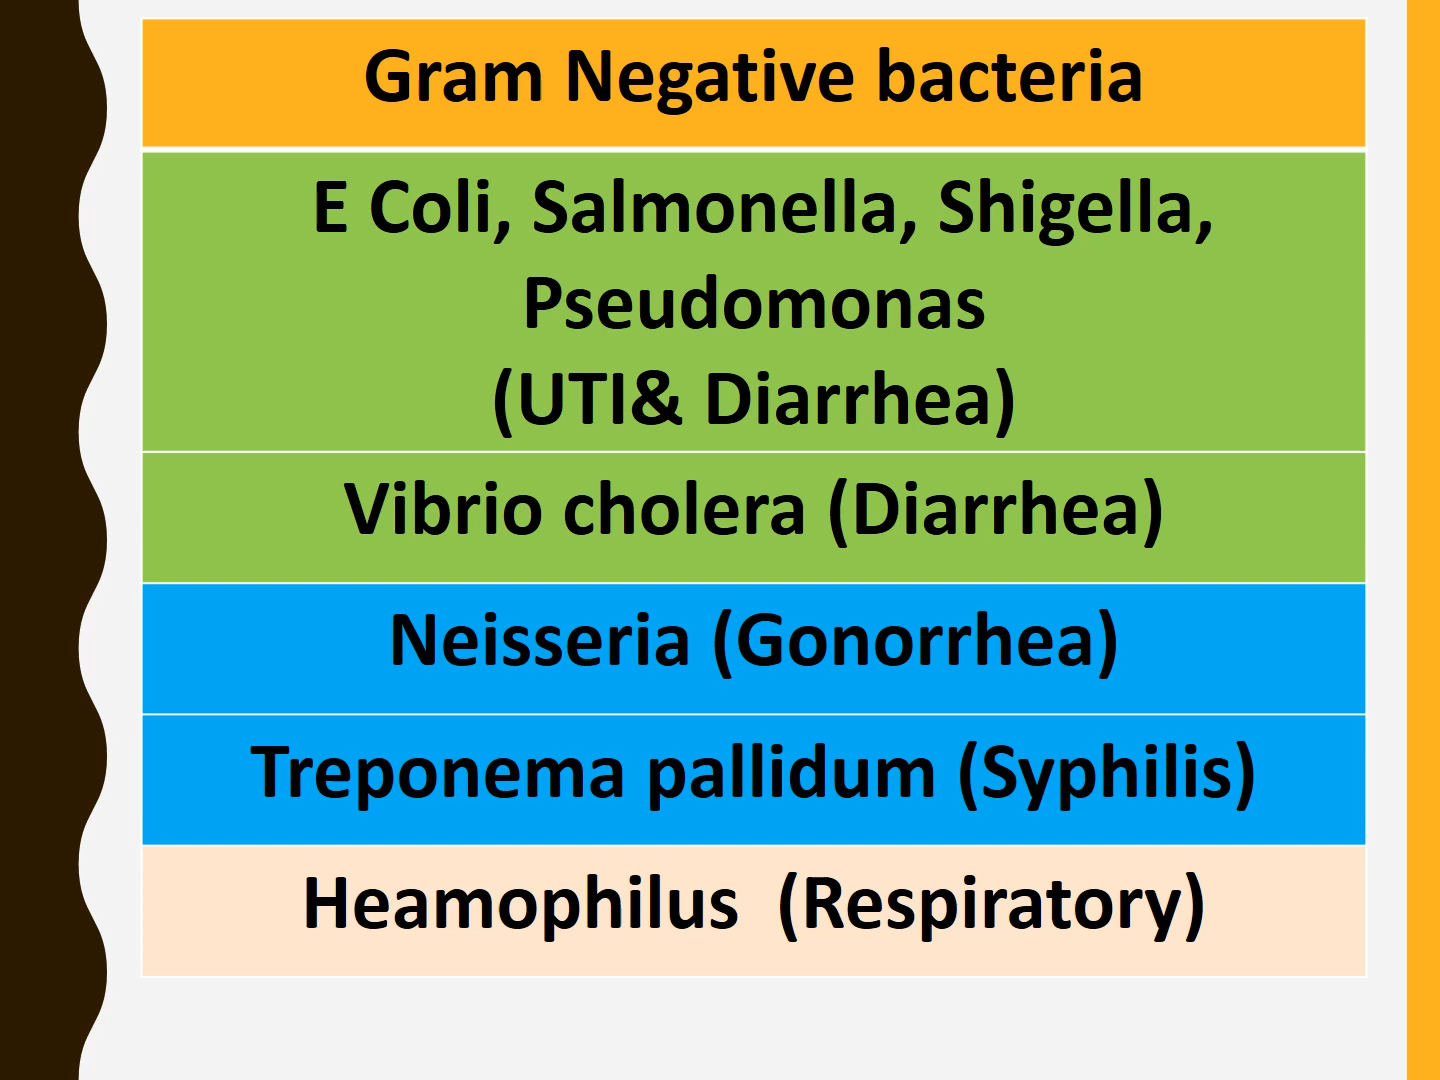 Gram Negative bacteria
E Coli, Salmonella, Shigella,
Pseudomonas
(UTI& Diarrhea)
Vibrio cholera (Diarrhea)
Neisseria (Gonorrhea)
Treponema pallidum (Syphilis)
Heamophilus  (Respiratory)